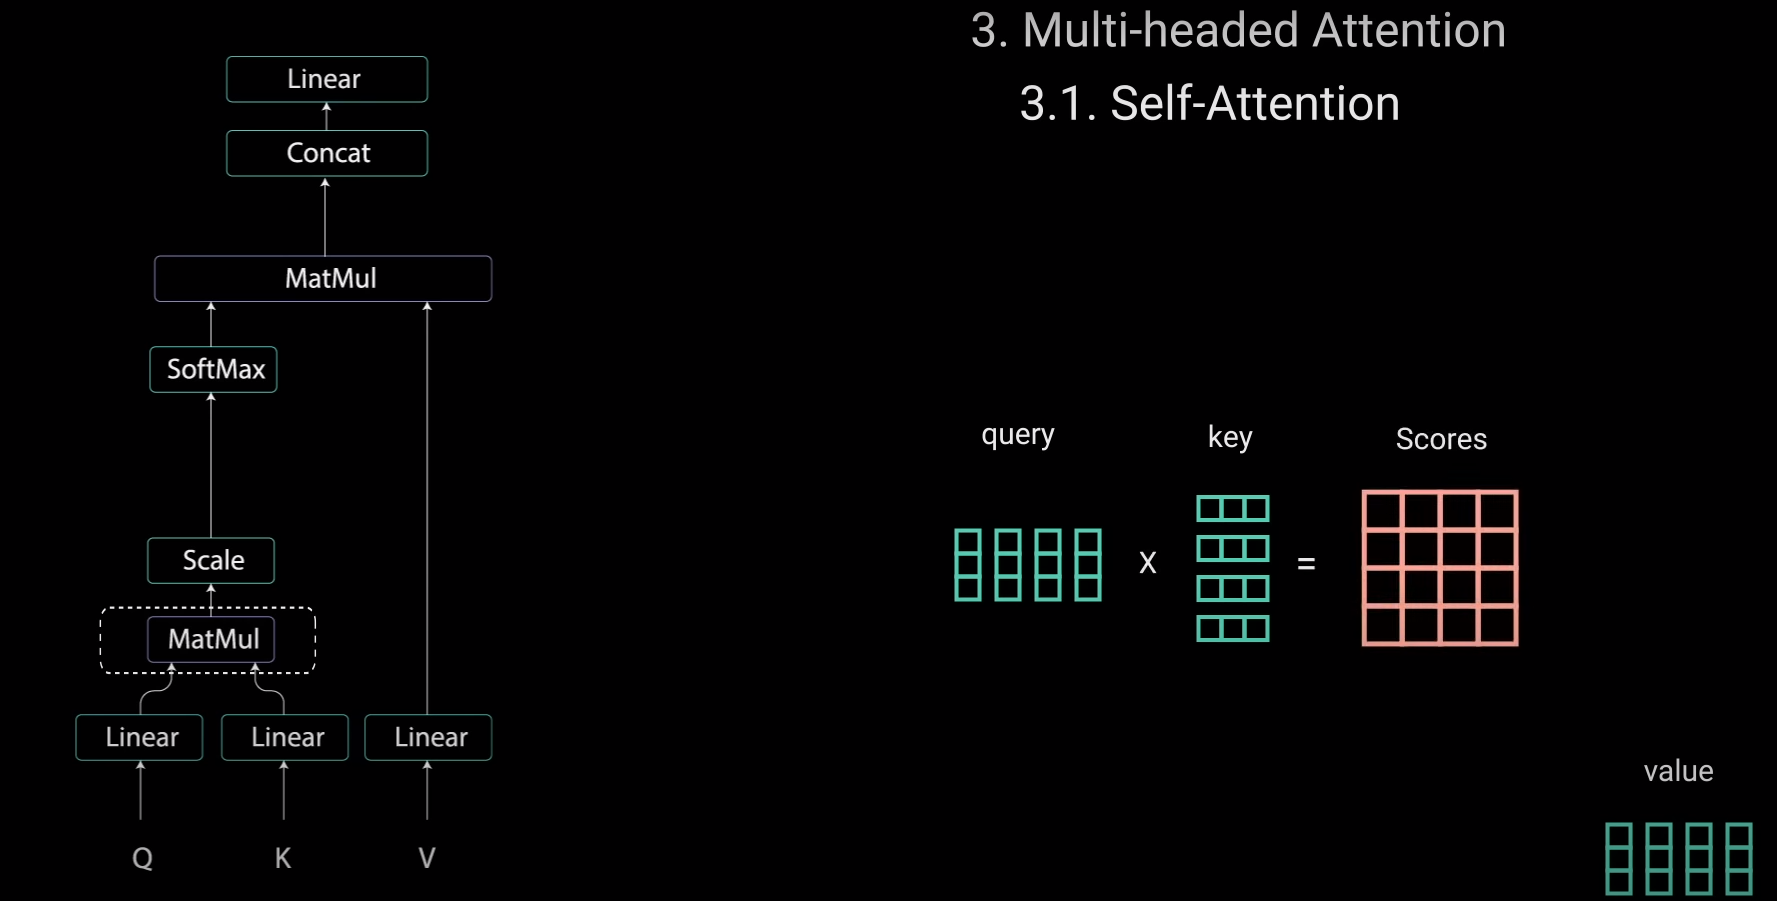 3. Multi-headed Attention
3.1. Self-Attention
Linear
Concat
MatMul
SoftMax
Scale
MatMul
Linear Linear Linear
Q K V
query key Scores
X =
value